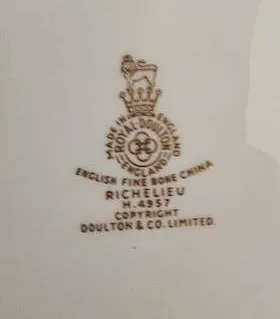 MADE IN ENGLAND
ROYAL·DOULTON
ENGLAND
ENGLISH FINE BONE CHINA
RICHELIEU
H.4957
COPYRIGHT
DOULTON & CO. LIMITED.